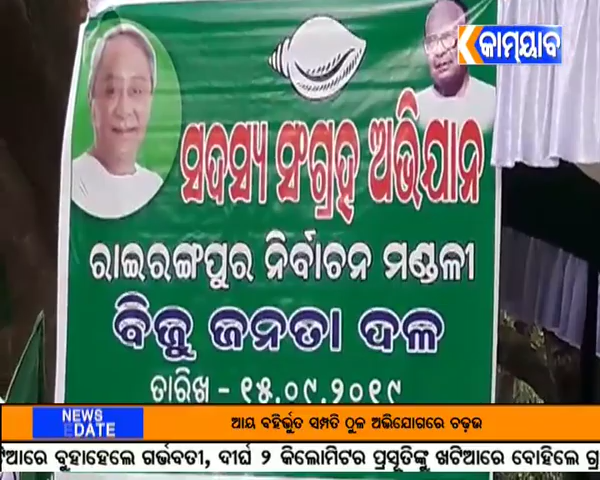 କାମ୍ୟାବ
ସଦସ୍ୟ ସଂଗ୍ରହ ଅଭିଯାନ
ରାଇରଙ୍ଗପୁର ନିର୍ବାଚନ ମଣ୍ଡଳୀ
ବିଜୁ ଜନତା ଦଳ
ତାରିଖ - ୧୫.୦୯.୨୦୧୯
NEWS
UPDATE
ଆୟ ବହିର୍ଭୁତ ସମ୍ପତି ଠୁଳ ଅଭିଯୋଗରେ ଚଢ଼ଉ
ବୁହାହେଲେ ଗର୍ଭବତୀ, ଦୀର୍ଘ ୨ କିଲୋମିଟର ପ୍ରସୂତିଙ୍କୁ ଖଟିଆରେ ବୋହିଲେ ଗ୍ର